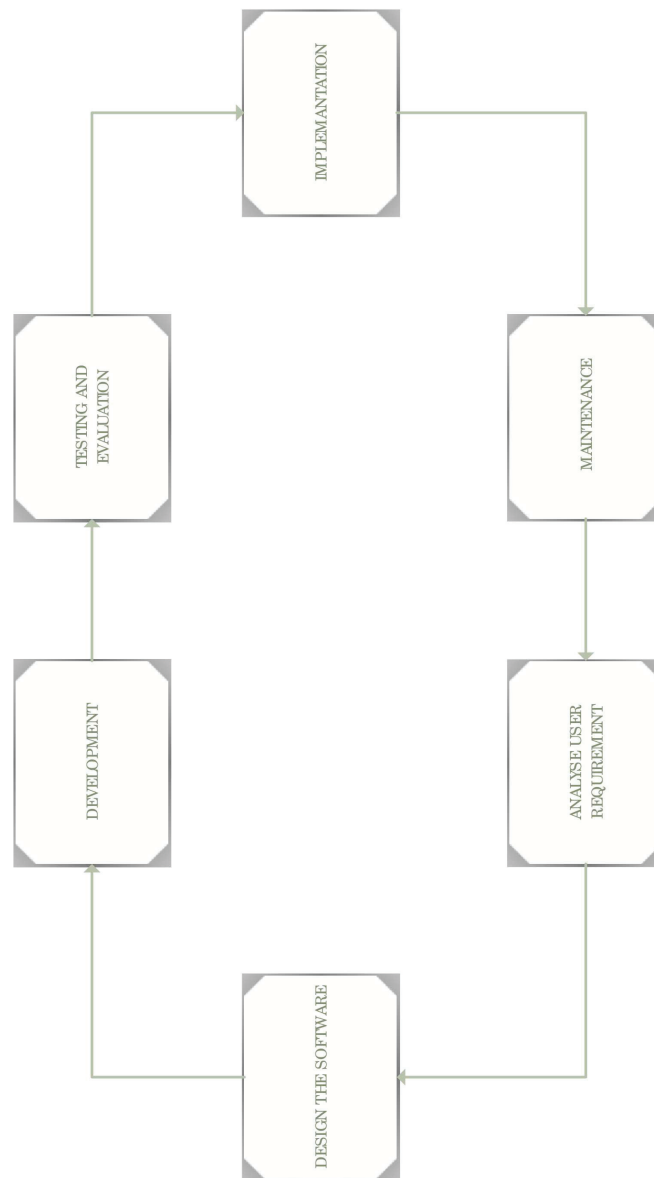 IMPLEMANTATION
MAINTENANCE
ANALYSE USER
REQUIREMENT
DESIGN THE SOFTWARE
DEVELOPMENT
TESTING AND
EVALUATION